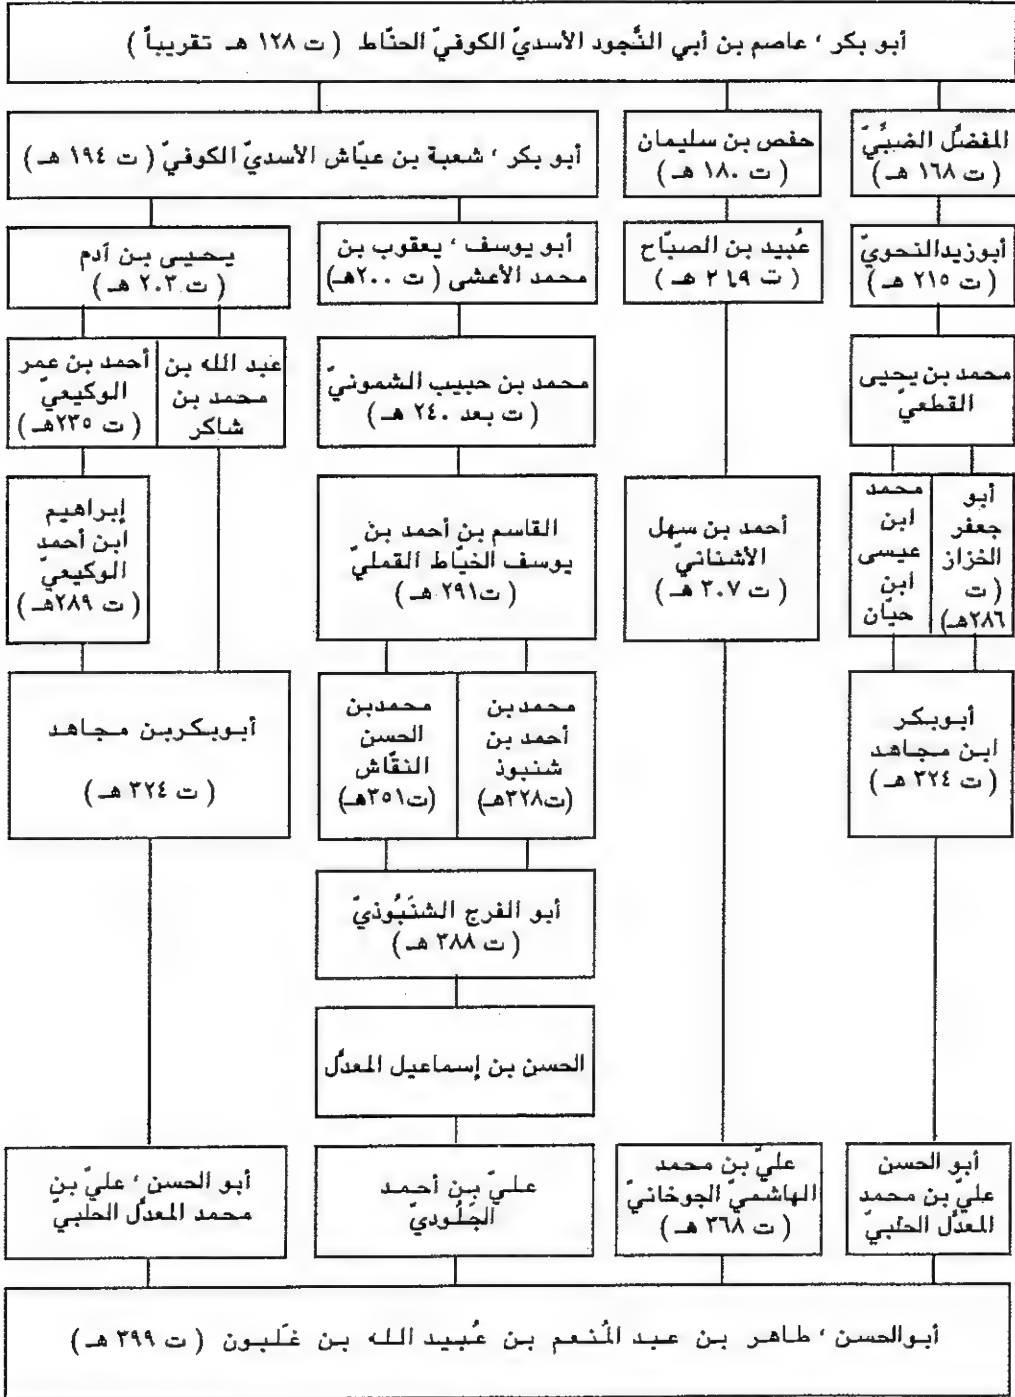 أبو بكر ، عاصم بن أبي النَّجود الأسديّ الكوفيّ الحنّاط ( ت ١٢٨ هـ تقريباً )
المفضَّل الضبِّيّ
( ت ١٦٨ هـ )
حفص بن سليمان
( ت ١٨٠ هـ )
أبو بكر ، شعبة بن عيّاش الأسديّ الكوفيّ ( ت ١٩٤ هـ )
أبوزيدالنحويّ
( ت ٢١٥ هـ )
عُبيد بن الصبّاح
( ت ٢١٩ هـ )
أبو يوسف ، يعقوب بن
محمد الأعشى ( ت ٢٠٠هـ)
يحيى بن آدم
( ت ٢٠٣ هـ )
محمد بن يحيى
القطعيّ
محمد بن حبيب الشمونيّ
( ت بعد ٢٤٠ هـ )
عبد الله بن
محمد بن
شاكر
أحمد بن عمر
الوكيعيّ
( ت ٢٣٥هـ )
أبو
جعفر
الخزاز
( ت
٢٨٦هـ)
محمد
ابن
عيسى
ابن
حيّان
أحمد بن سهل
الأشنانيّ
( ت ٣٠٧ هـ )
القاسم بن أحمد بن
يوسف الخيّاط القمليّ
( ت٢٩١ هـ )
إبراهيم
ابن أحمد
الوكيعيّ
( ت ٢٨٩هـ )
أبوبكر
ابن مجاهد
( ت ٣٢٤ هـ )
محمدبن
أحمد بن
شنبوذ
(ت٣٢٨هـ)
محمدبن
الحسن
النقّاش
(ت٣٥١هـ)
أبوبكربن مجاهد
( ت ٣٢٤ هـ )
أبو الفرج الشنَبُوذيّ
( ت ٣٨٨ هـ )
الحسن بن إسماعيل المعدَّل
أبو الحسن
عليّ بن محمد
المعدَّل الحلبيّ
عليّ بن محمد
الهاشميّ الجوخانيّ
( ت ٣٦٨ هـ )
عليّ بن أحمد
الجَلُوديّ
أبو الحسن ، عليّ بن
محمد المعدَّل الحلبيّ
أبوالحسن ، طاهر بن عبد المُنعم بن عُبيد الله بن غَلبون ( ت ٣٩٩ هـ )